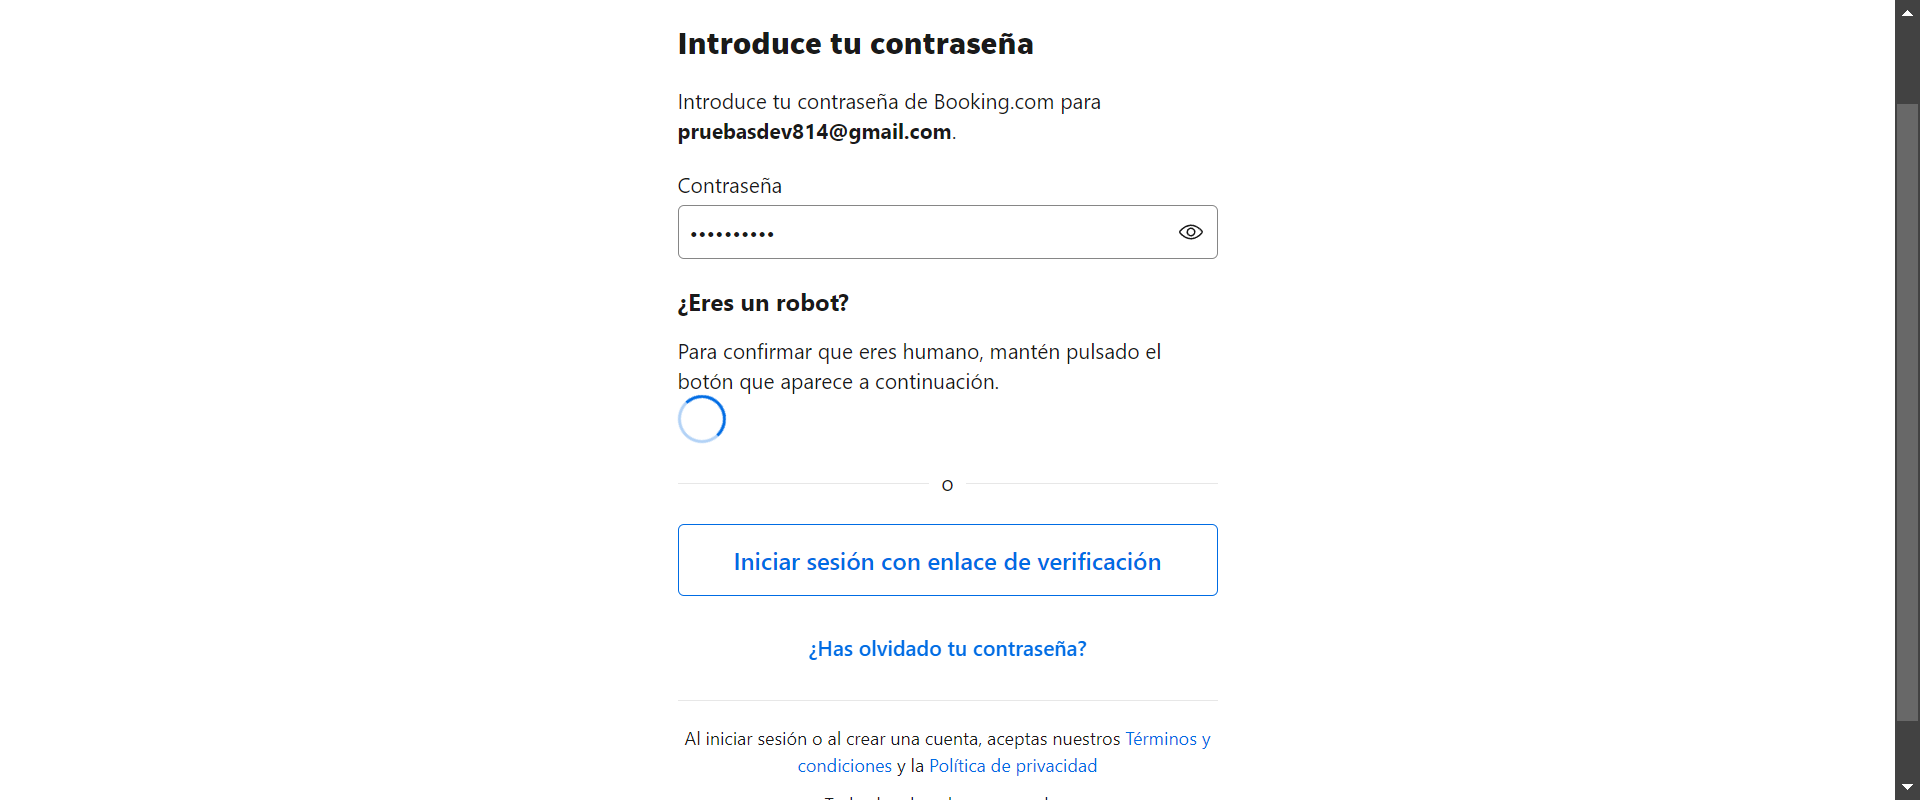 Introduce tu contraseña
Introduce tu contraseña de Booking.com para
pruebasdev814@gmail.com.
Contraseña
••••••••••
¿Eres un robot?
Para confirmar que eres humano, mantén pulsado el
botón que aparece a continuación.
o
Iniciar sesión con enlace de verificación
¿Has olvidado tu contraseña?
Al iniciar sesión o al crear una cuenta, aceptas nuestros Términos y
condiciones y la Política de privacidad